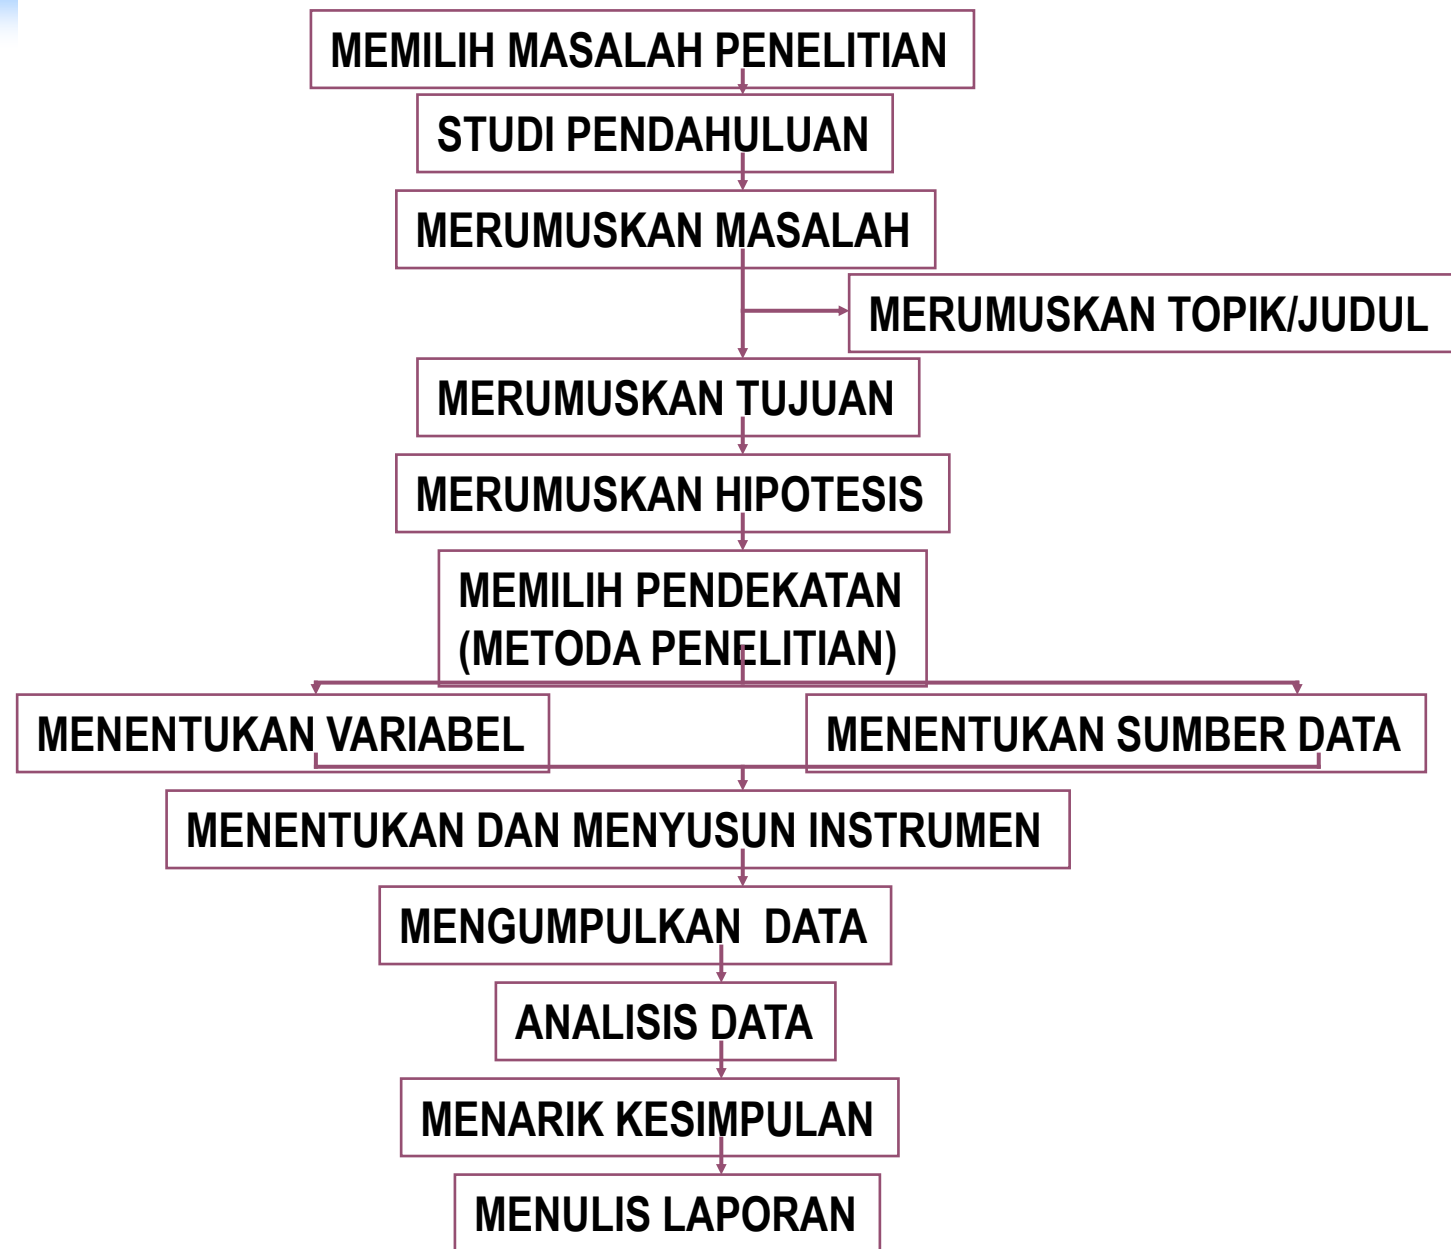 MEMILIH MASALAH PENELITIAN
STUDI PENDAHULUAN
MERUMUSKAN MASALAH
MERUMUSKAN TOPIK/JUDUL
MERUMUSKAN TUJUAN
MERUMUSKAN HIPOTESIS
MEMILIH PENDEKATAN
(METODA PENELITIAN)
MENENTUKAN VARIABEL
MENENTUKAN SUMBER DATA
MENENTUKAN DAN MENYUSUN INSTRUMEN
MENGUMPULKAN DATA
ANALISIS DATA
MENARIK KESIMPULAN
MENULIS LAPORAN